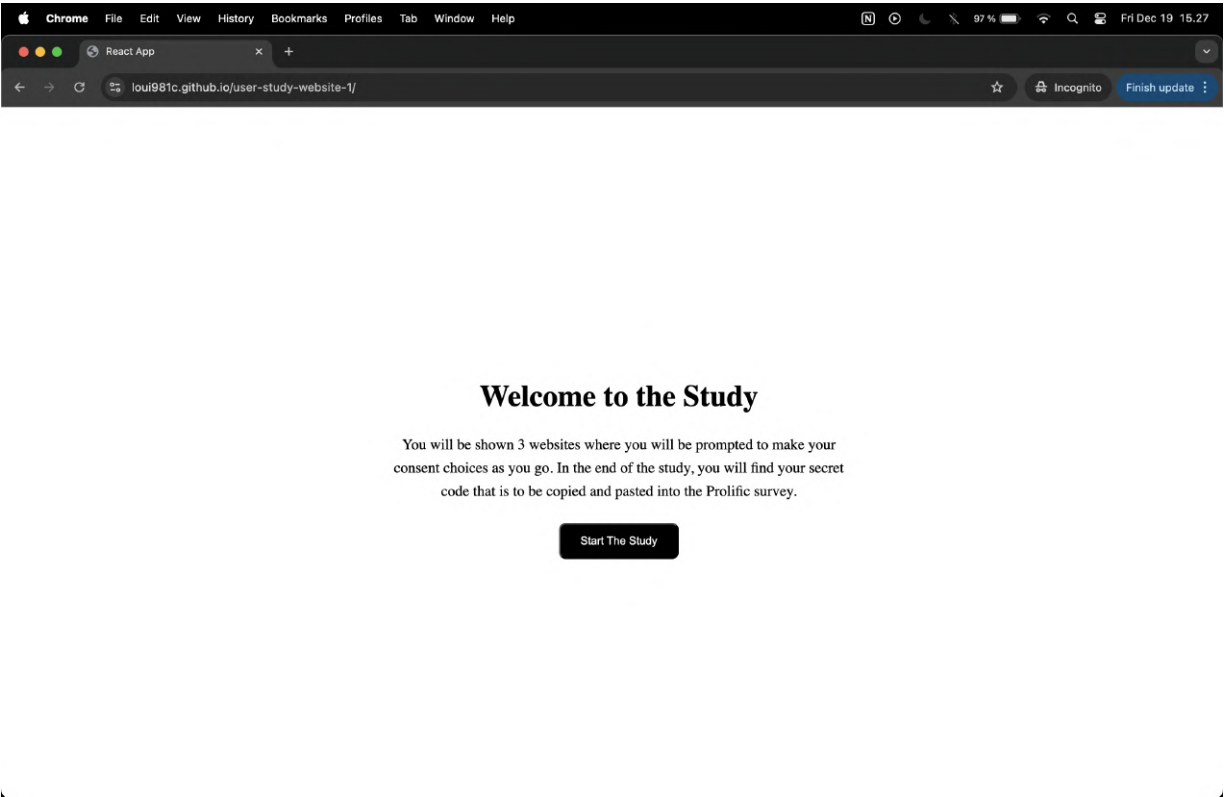 Chrome File Edit View History Bookmarks Profiles Tab Window Help N 97 % Fri Dec 19 15.27
React App
loui981c.github.io/user-study-website-1/ Incognito Finish update
Welcome to the Study
You will be shown 3 websites where you will be prompted to make your
consent choices as you go. In the end of the study, you will find your secret
code that is to be copied and pasted into the Prolific survey.
Start The Study